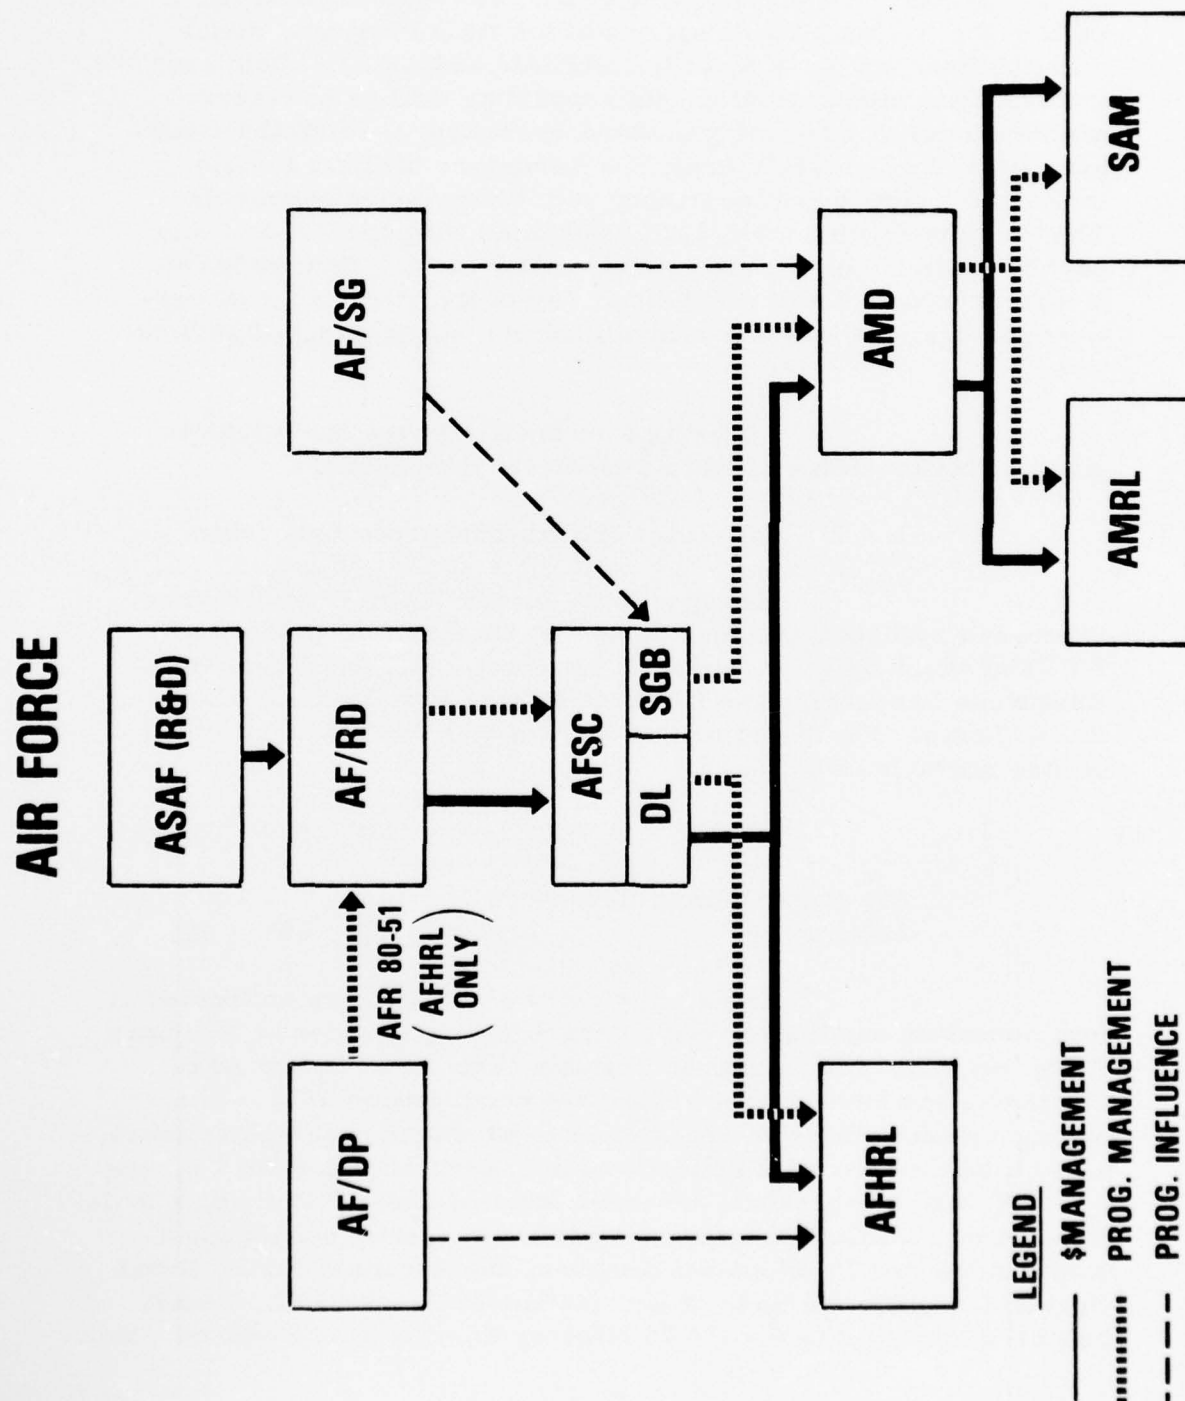 AIR FORCE
ASAF (R&D)
AF/DP
AFR 80-51
(AFHRL
ONLY)
AF/RD
AF/SG
AFSC
DL
SGB
AFHRL
AMD
AMRL
SAM
LEGEND
$MANAGEMENT
PROG. MANAGEMENT
PROG. INFLUENCE